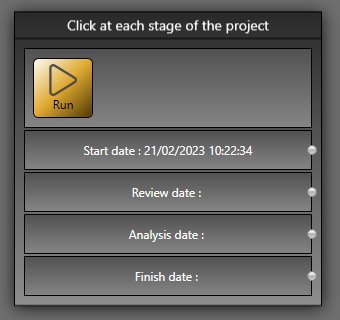 Click at each stage of the project
Run
Start date : 21/02/2023 10:22:34
Review date :
Analysis date :
Finish date :